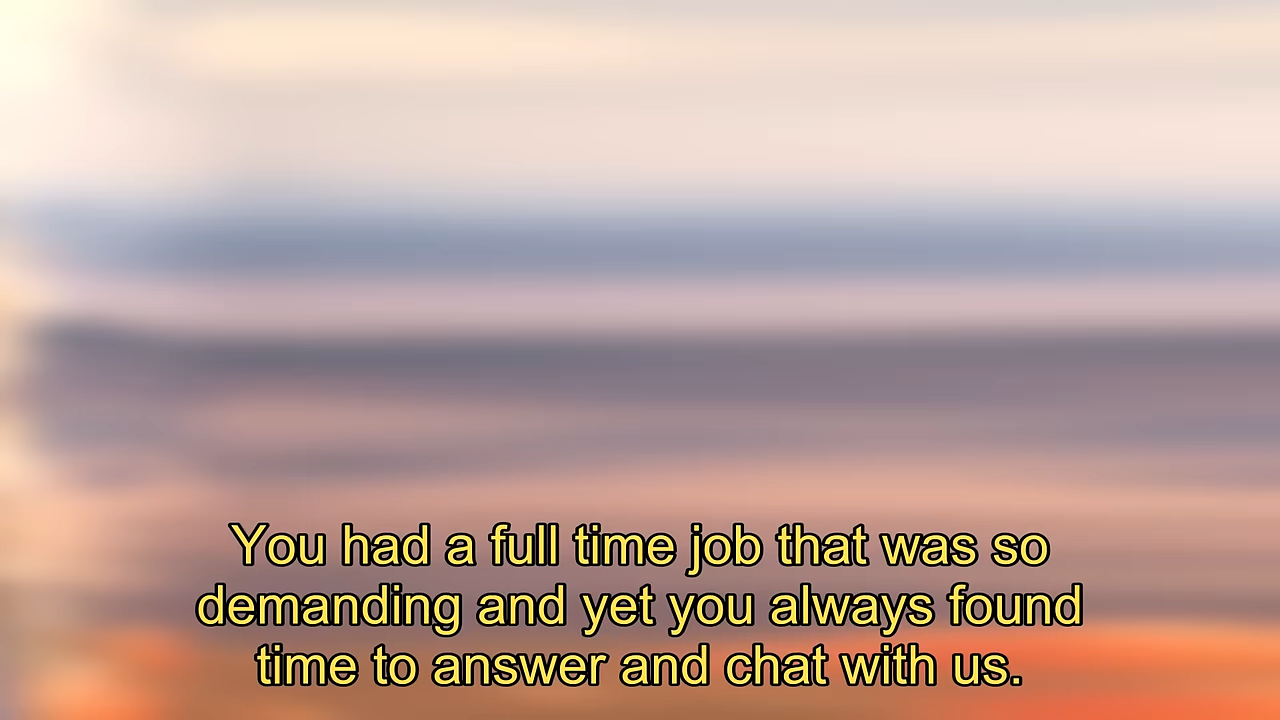 You had a full time job that was so
demanding and yet you always found
time to answer and chat with us.